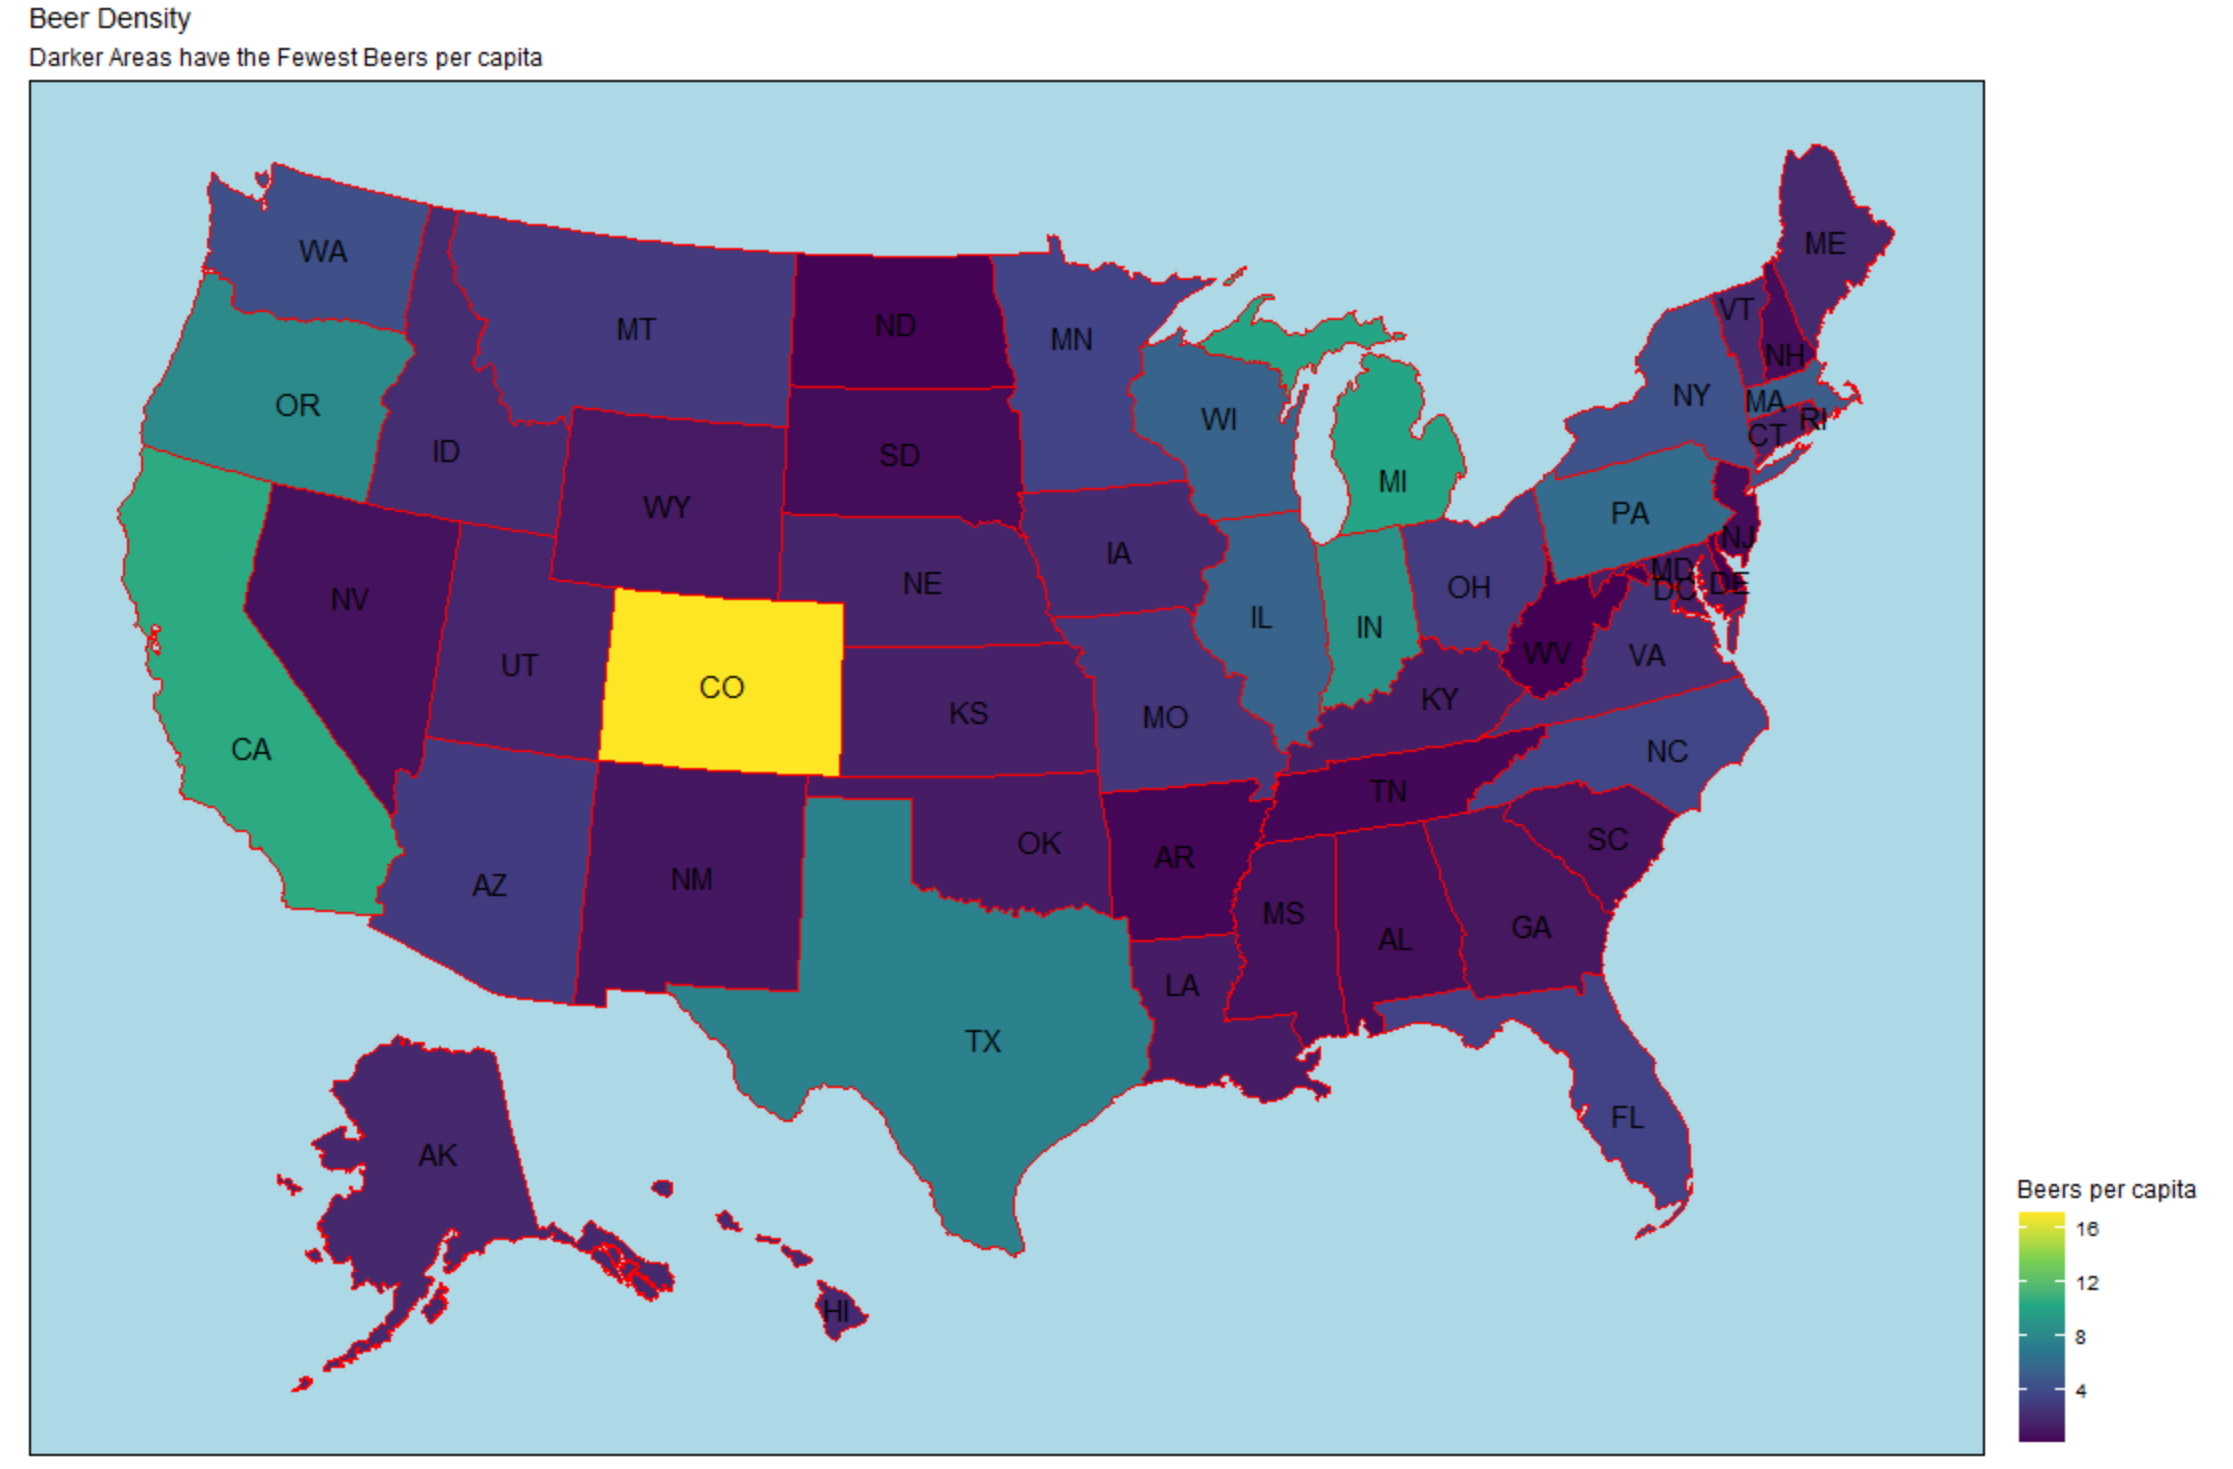 Beer Density
Darker Areas have the Fewest Beers per capita
ME
WA
VT
ND
MT
MN
NH
NY
MA
OR
WI
RI
CT
ID
SD
MI
WY
PA
NJ
IA
MD
NE
DE
OH
DC
NV
IL
IN
WV
VA
UT
CO
KY
KS
MO
CA
NC
TN
SC
OK
AR
NM
AZ
MS
GA
AL
LA
TX
FL
AK
HI
Beers per capita
16
12
8
4